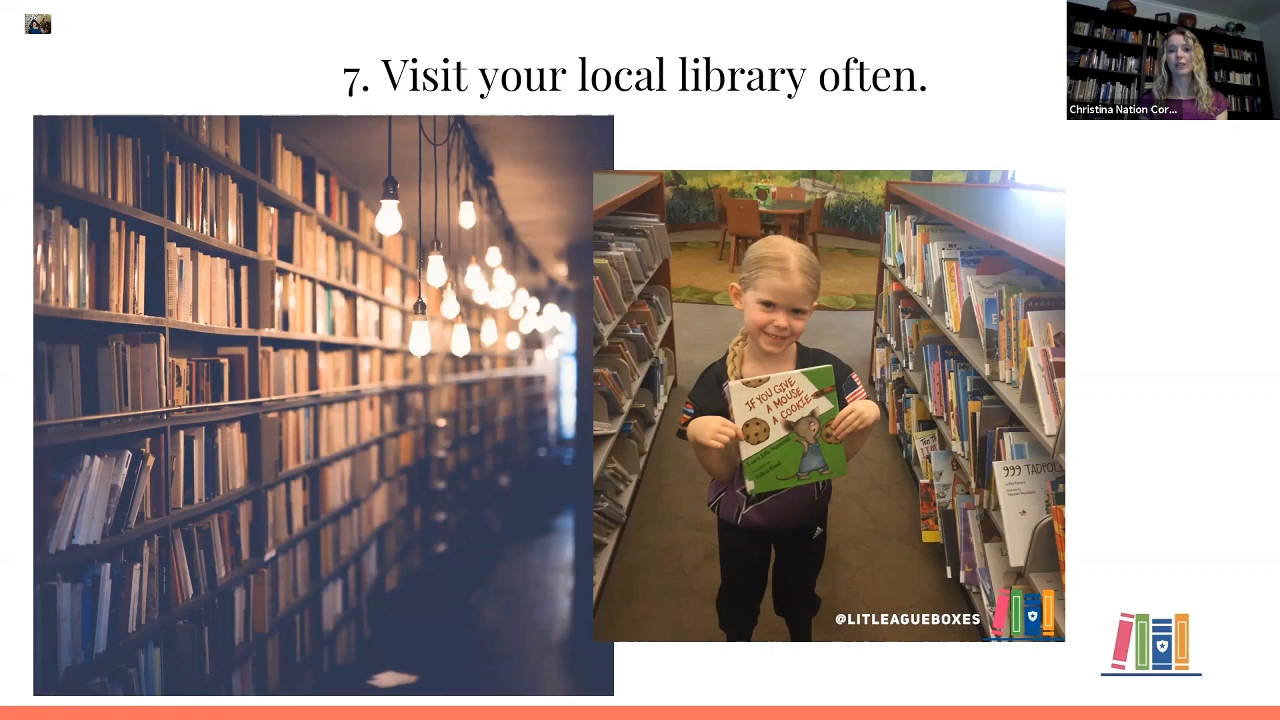 7. Visit your local library often.
Christina Nation Cor...
IF YOU GIVE
A MOUSE
A COOKIE
999 TADPOL
@LITLEAGUEBOXES